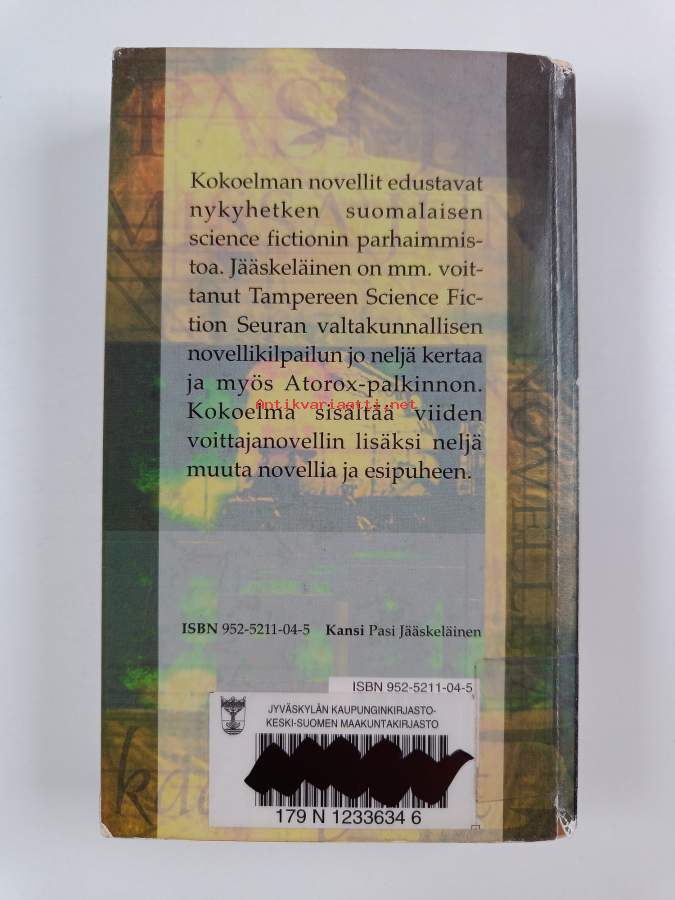 Kokoelman novellit edustavat
nykyhetken suomalaisen
science fictionin parhaimmis-
toa. Jääskeläinen on mm. voit-
tanut Tampereen Science Fic-
tion Seuran valtakunnallisen
novellikilpailun jo neljä kertaa
ja myös Atorox-palkinnon.
Antikvariaatti.net
Kokoelma sisältää viiden
voittajanovellin lisäksi neljä
muuta novellia ja esipuheen.
ISBN 952-5211-04-5 Kansi Pasi Jääskeläinen
ISBN 952-5211-04-5
JYVÄSKYLÄN KAUPUNGINKIRJASTO-
KESKI-SUOMEN MAAKUNTAKIRJASTO
179 N 1233634 6